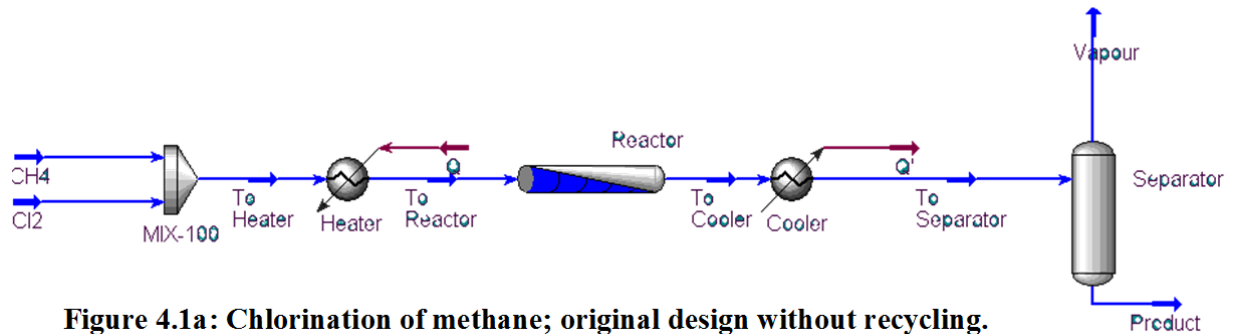 Vapour
Reactor
CH4
Q
Q'
Separator
Cl2
To
Heater
Heater
To
Reactor
To
Cooler
Cooler
To
Separator
MIX-100
Product
Figure 4.1a: Chlorination of methane; original design without recycling.